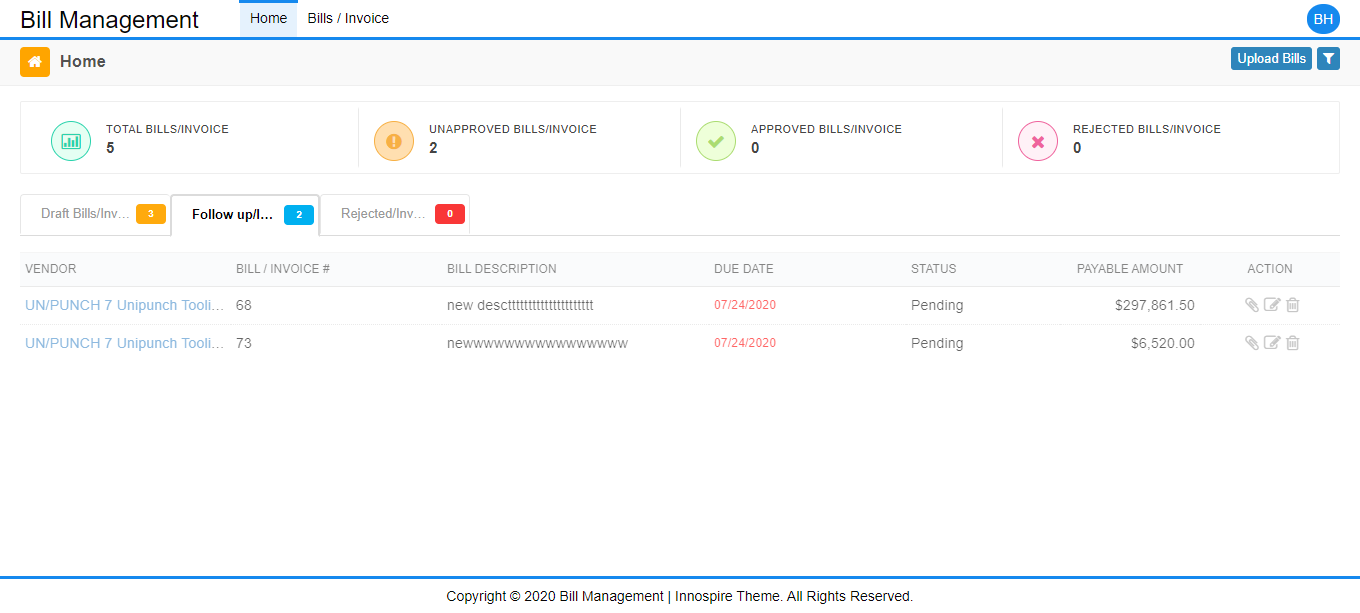 Bill Management Home Bills / Invoice BH
Home Upload Bills
TOTAL BILLS/INVOICE UNAPPROVED BILLS/INVOICE APPROVED BILLS/INVOICE REJECTED BILLS/INVOICE
5 2 0 0
Draft Bills/Inv... 3 Follow up/I... 2 Rejected/Inv... 0
VENDOR BILL / INVOICE # BILL DESCRIPTION DUE DATE STATUS PAYABLE AMOUNT ACTION
UN/PUNCH 7 Unipunch Tooli... 68 new descttttttttttttttttttttt 07/24/2020 Pending $297,861.50
UN/PUNCH 7 Unipunch Tooli... 73 newwwwwwwwwwwwwwwww 07/24/2020 Pending $6,520.00
Copyright © 2020 Bill Management | Innospire Theme. All Rights Reserved.